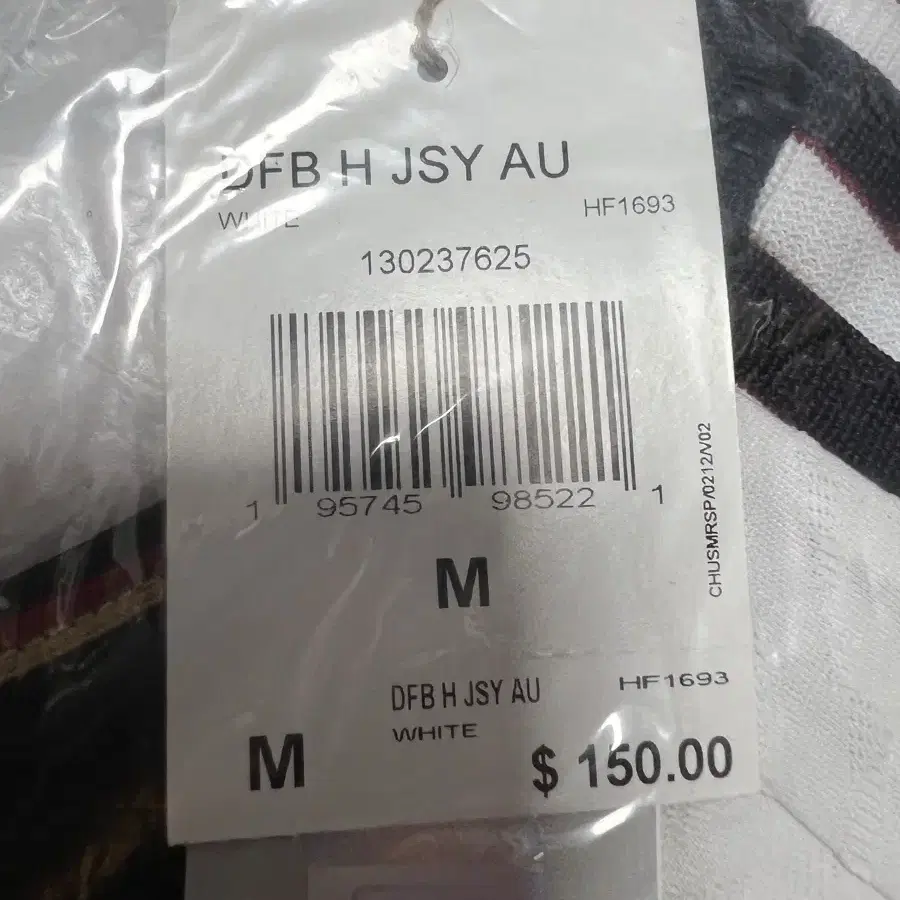 DFB H JSY AU
WHITE
HF1693
130237625
1 95745 98522 1
CHUSMRSP/0212/V02
M
DFB H JSY AU
HF1693
WHITE
M
$ 150.00